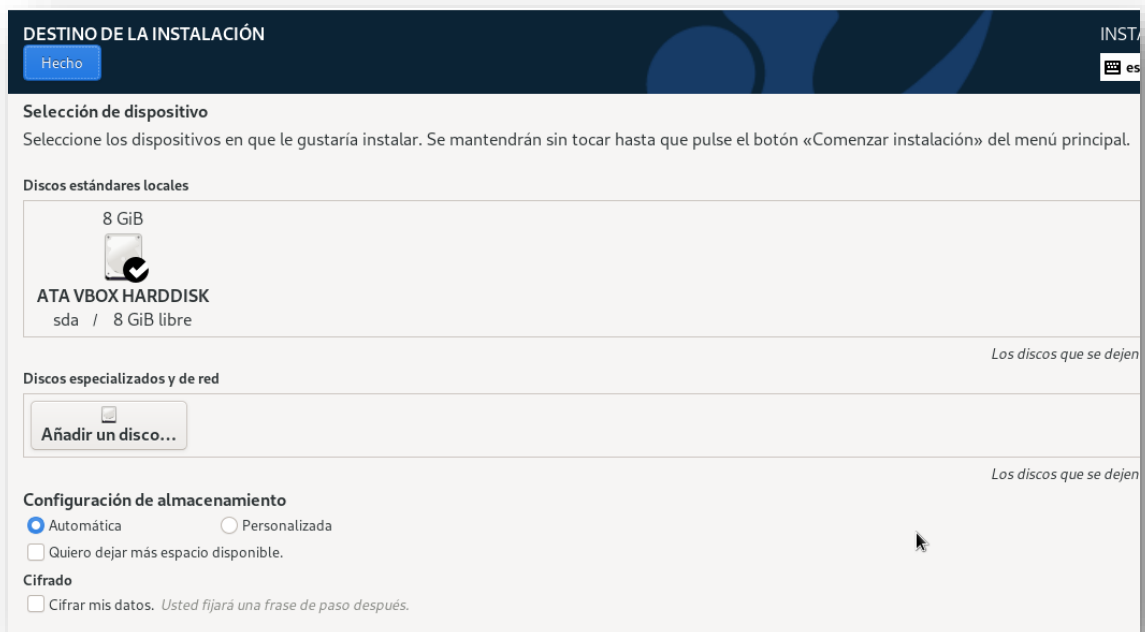 DESTINO DE LA INSTALACIÓN
INSTA
Hecho
es
Selección de dispositivo
Seleccione los dispositivos en que le gustaría instalar. Se mantendrán sin tocar hasta que pulse el botón «Comenzar instalación» del menú principal.
Discos estándares locales
8 GiB
ATA VBOX HARDDISK
sda / 8 GiB libre
Los discos que se dejen
Discos especializados y de red
Añadir un disco...
Los discos que se dejen
Configuración de almacenamiento
Automática Personalizada
Quiero dejar más espacio disponible.
Cifrado
Cifrar mis datos. Usted fijará una frase de paso después.